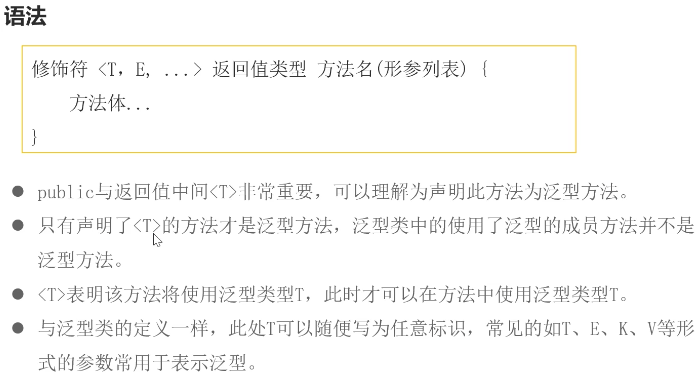 语法
修饰符 <T，E, ...> 返回值类型 方法名(形参列表) {
方法体...
}
● public与返回值中间<T>非常重要，可以理解为声明此方法为泛型方法。
● 只有声明了<T>的方法才是泛型方法，泛型类中的使用了泛型的成员方法并不是
泛型方法。
● <T>表明该方法将使用泛型类型T，此时才可以在方法中使用泛型类型T。
● 与泛型类的定义一样，此处T可以随便写为任意标识，常见的如T、E、K、V等形
式的参数常用于表示泛型。